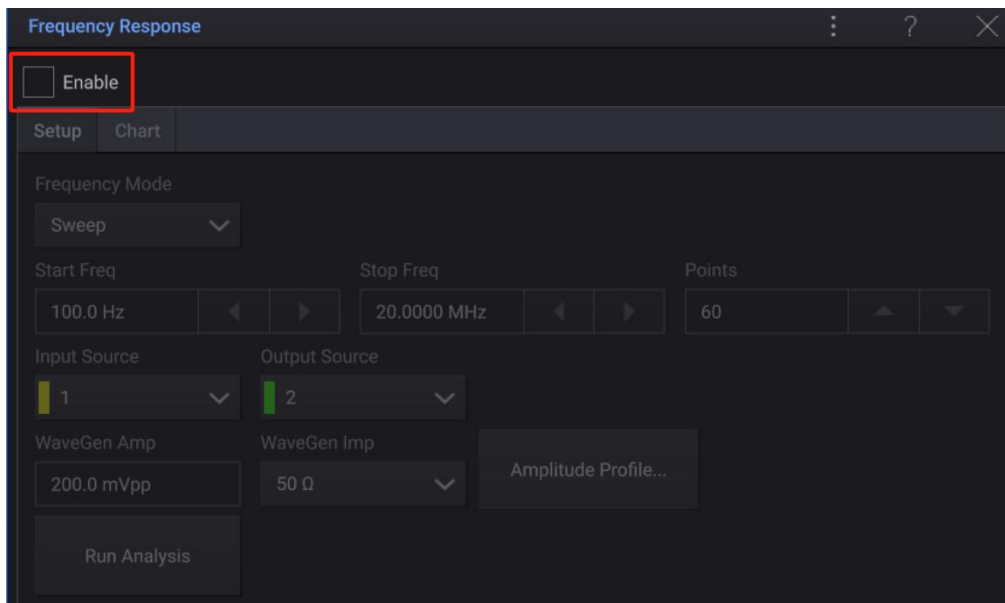 Frequency Response ?
Enable
Setup Chart
Frequency Mode
Sweep
Start Freq Stop Freq Points
100.0 Hz 20.0000 MHz 60
Input Source Output Source
1 2
WaveGen Amp WaveGen Imp
200.0 mVpp 50 Ω Amplitude Profile...
Run Analysis